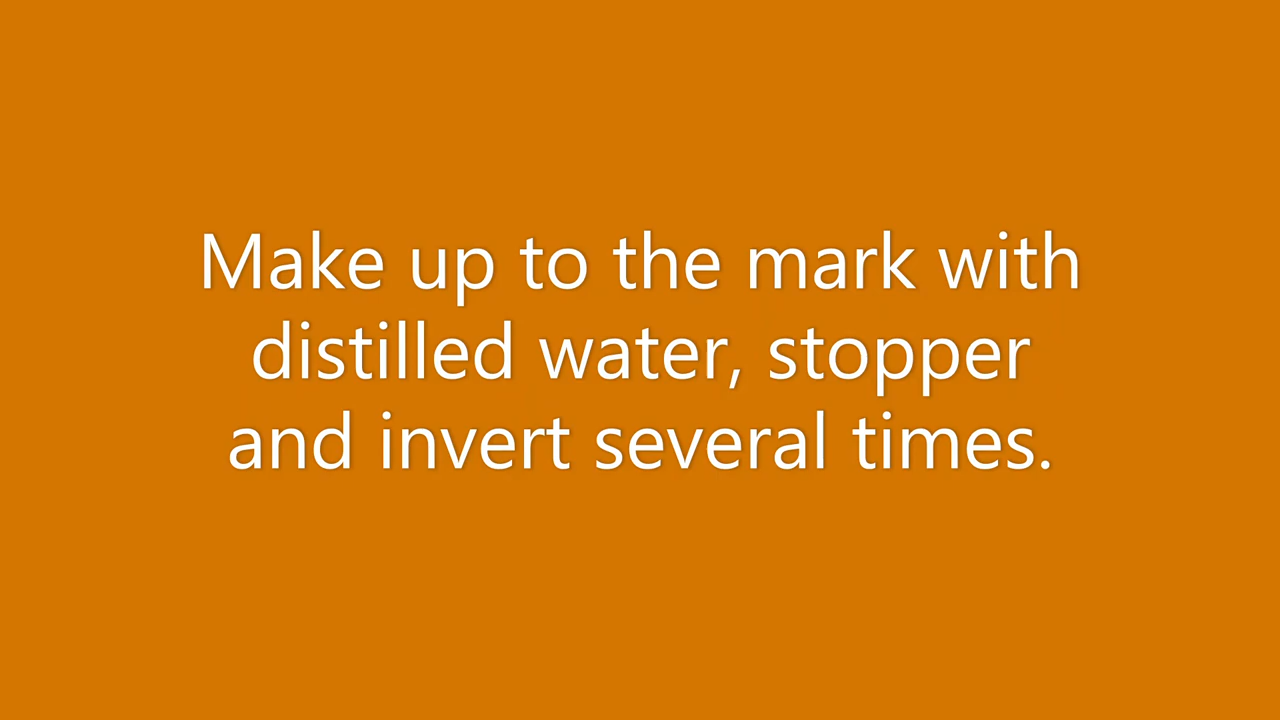 Make up to the mark with
distilled water, stopper
and invert several times.